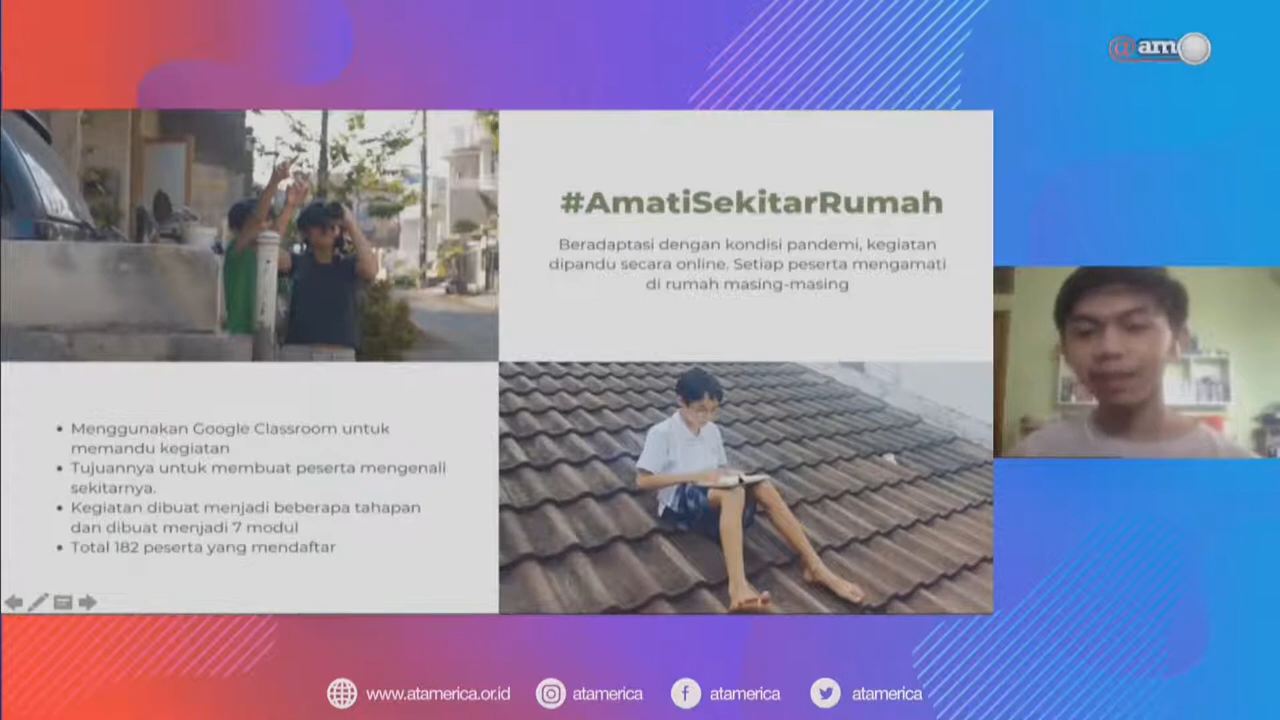 @am
#AmatiSekitarRumah
Beradaptasi dengan kondisi pandemi, kegiatan
dipandu secara online. Setiap peserta mengamati
di rumah masing-masing
• Menggunakan Google Classroom untuk
memandu kegiatan
• Tujuannya untuk membuat peserta mengenali
sekitarnya.
• Kegiatan dibuat menjadi beberapa tahapan
dan dibuat menjadi 7 modul
• Total 182 peserta yang mendaftar
www.atamerica.or.id atamerica atamerica atamerica